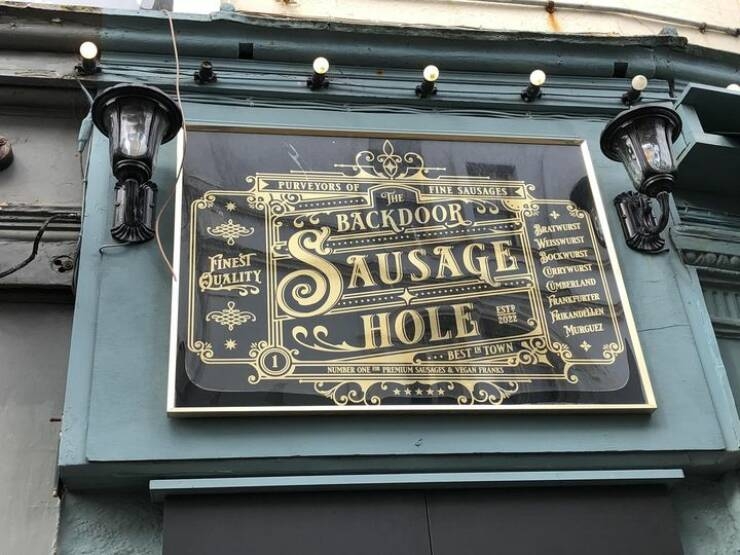 PURVEYORS OF FINE SAUSAGES
THE
BACKDOOR
SAUSAGE
HOLE
ESTD
2022
BEST IN TOWN
NUMBER ONE FOR PREMIUM SAUSAGES & VEGAN FRANKS
1
FINEST
QUALITY
BRATWURST
WEISSWURST
BOCKWURST
CURRYWURST
CUMBERLAND
FRANKFURTER
FRIKANDELLEN
MURGUEZ